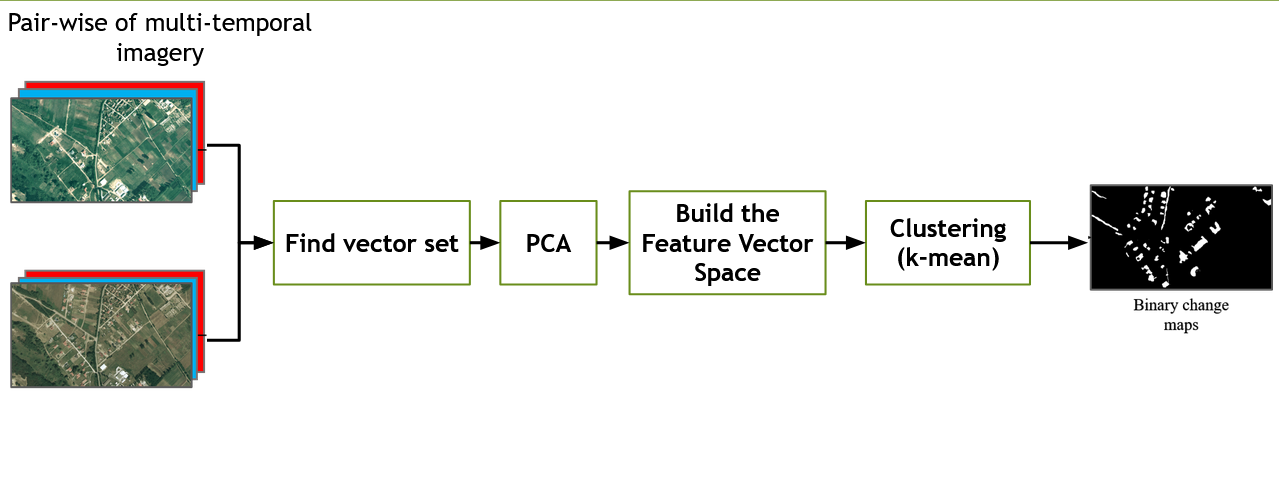 Pair-wise of multi-temporal
imagery
Find vector set
PCA
Build the
Feature Vector
Space
Clustering
(k-mean)
Binary change
maps